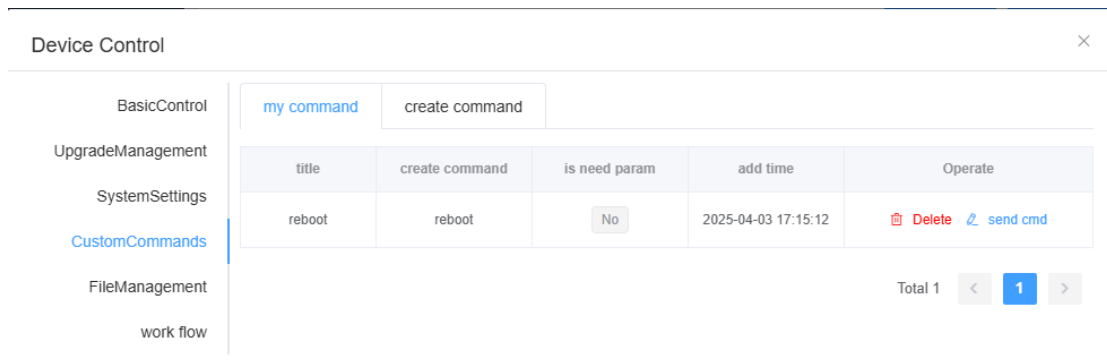 Device Control
BasicControl
UpgradeManagement
SystemSettings
CustomCommands
FileManagement
work flow
my command create command
title create command is need param add time Operate
reboot reboot No 2025-04-03 17:15:12 Delete send cmd
Total 1 < 1 >